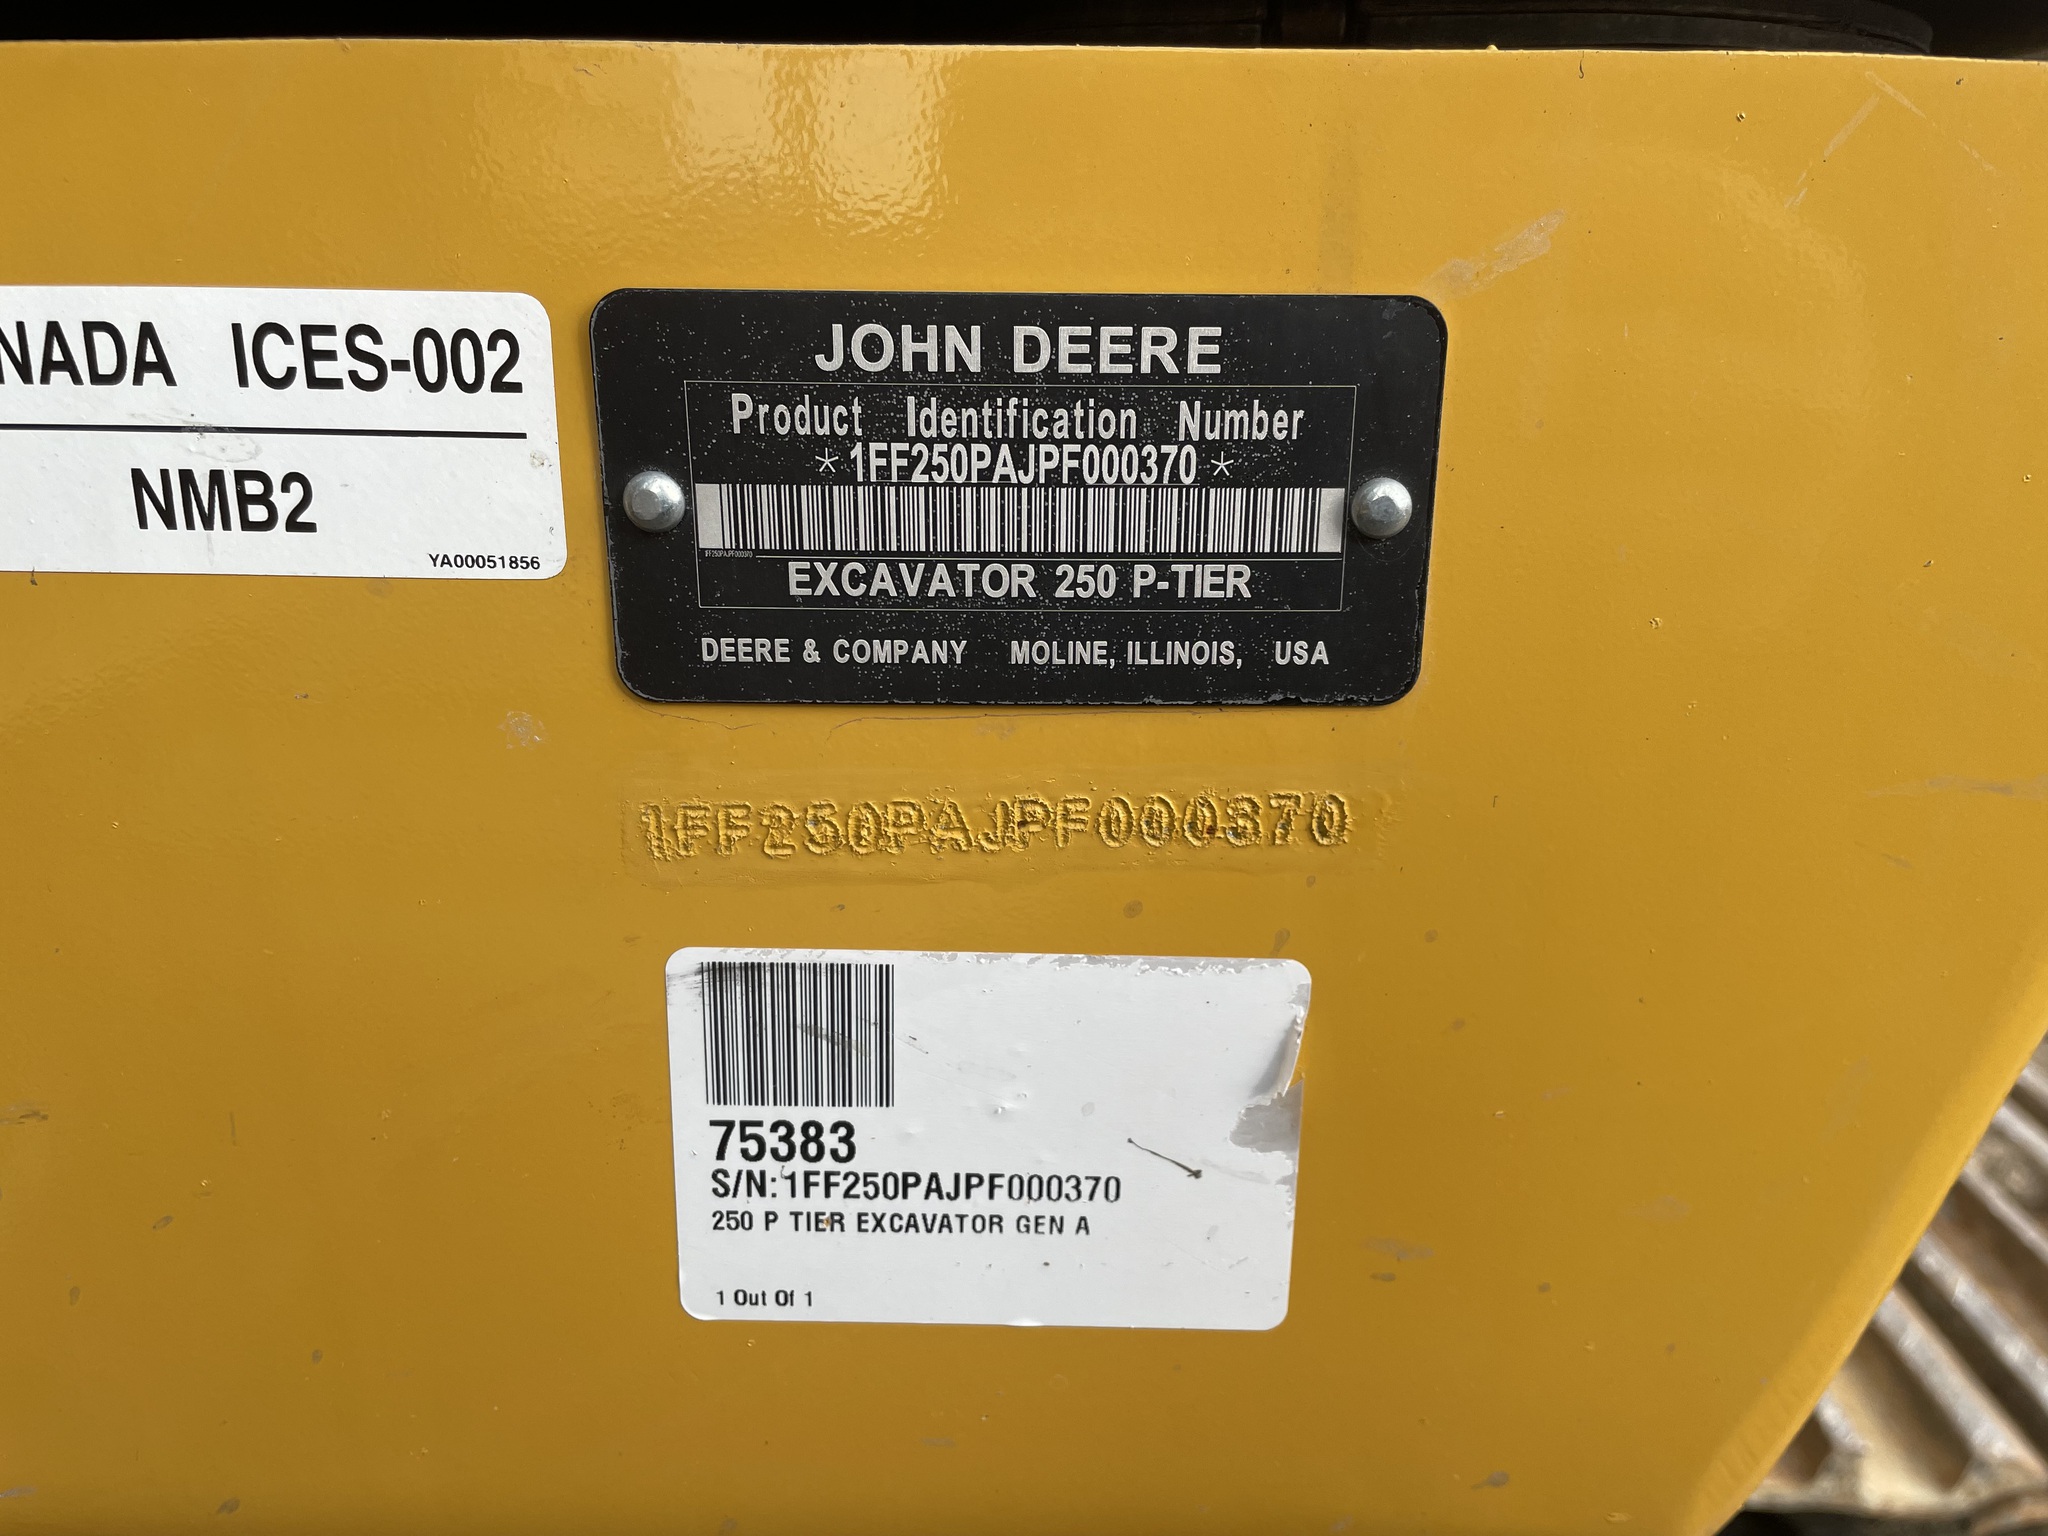 NADA ICES-002
NMB2
YA00051856
JOHN DEERE
Product Identification Number
* 1FF250PAJPF000370 *
1FF250PAJPF000370
EXCAVATOR 250 P-TIER
DEERE & COMPANY MOLINE, ILLINOIS, USA
1FF250PAJPF000370
75383
S/N:1FF250PAJPF000370
250 P TIER EXCAVATOR GEN A
1 Out Of 1